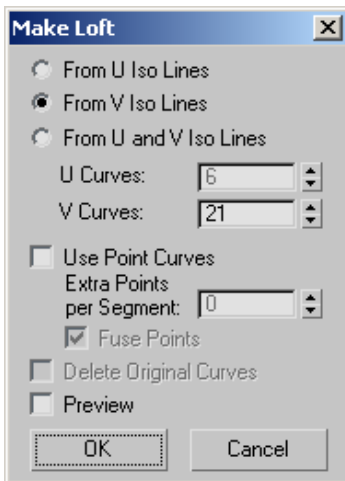 Make Loft
From U Iso Lines
From V Iso Lines
From U and V Iso Lines
U Curves: 6
V Curves: 21
Use Point Curves
Extra Points
per Segment: 0
Fuse Points
Delete Original Curves
Preview
OK Cancel